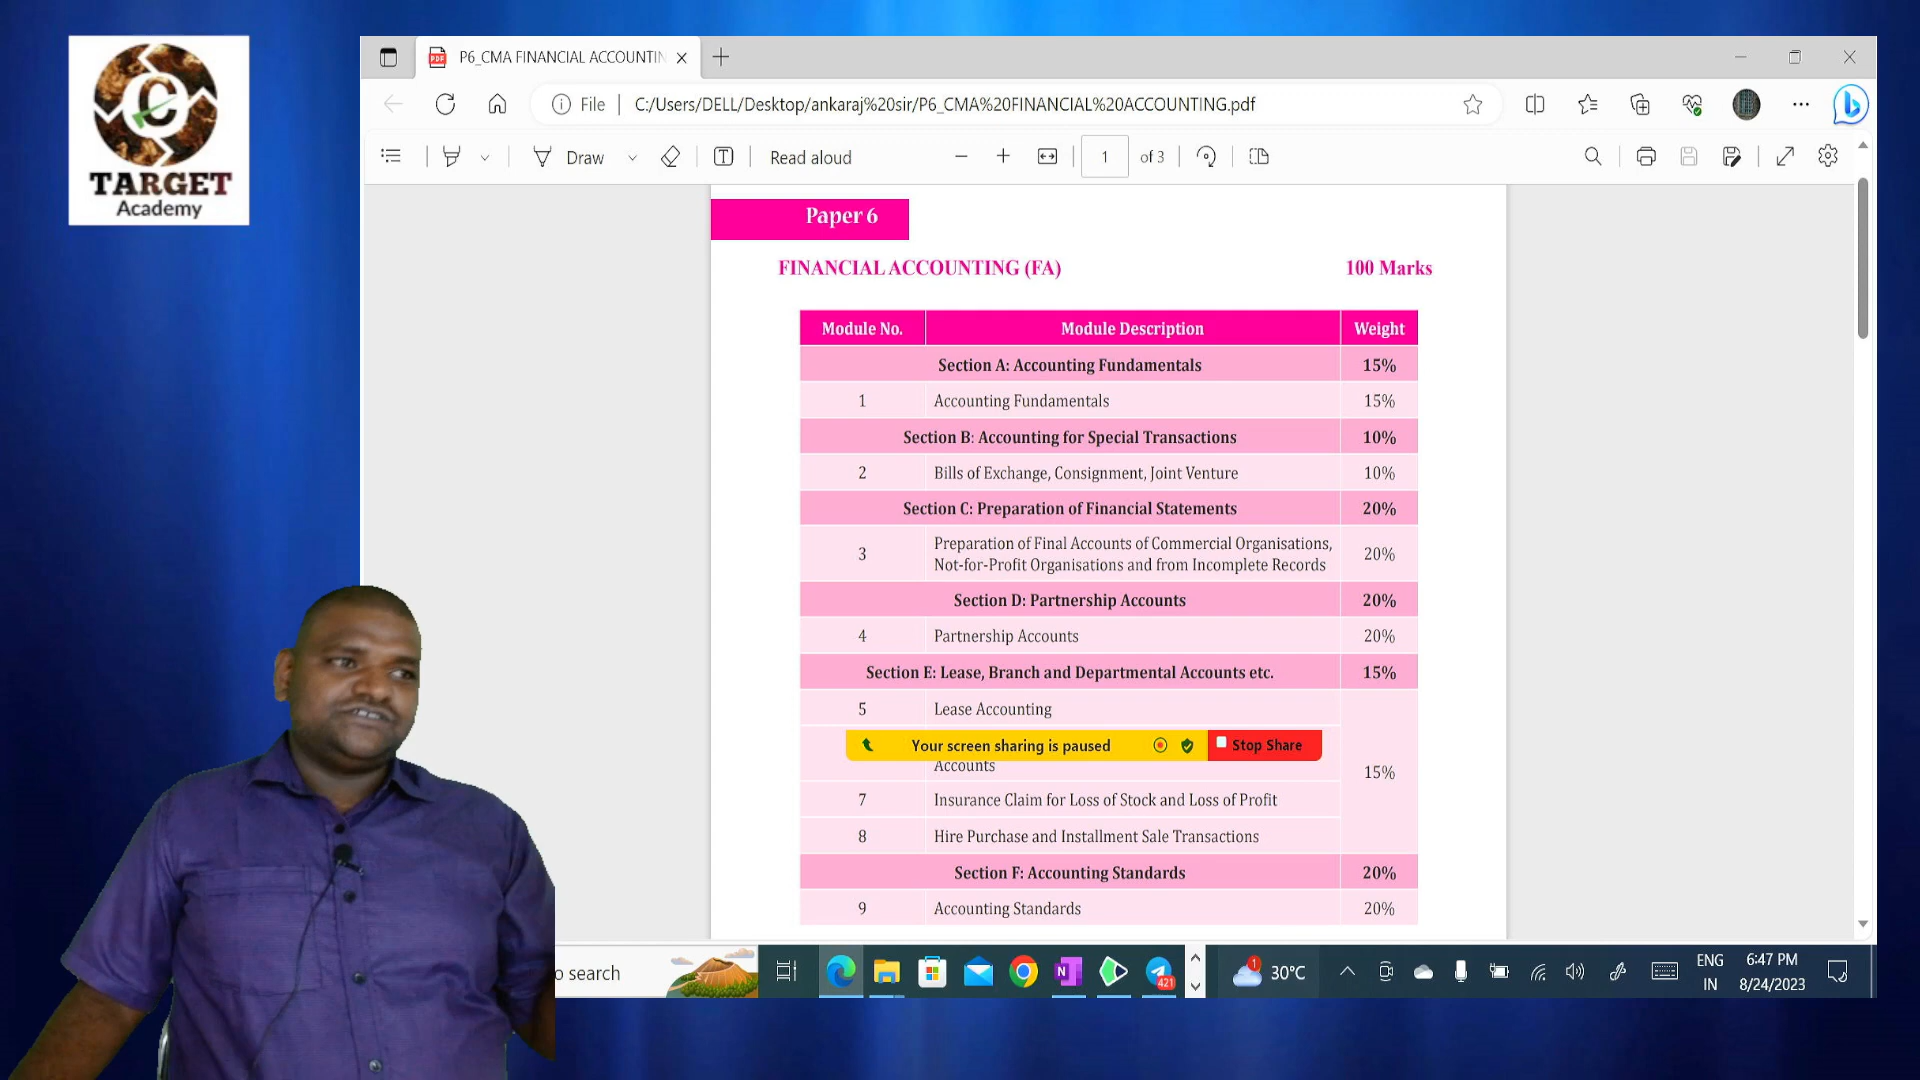 C
TARGET
Academy
P6_CMA FINANCIAL ACCOUNTIN
File
C:/Users/DELL/Desktop/ankaraj%20sir/P6_CMA%20FINANCIAL%20ACCOUNTING.pdf
Draw
Read aloud
1 of 3
Paper 6
FINANCIAL ACCOUNTING (FA) 100 Marks
Module No. Module Description Weight
Section A: Accounting Fundamentals 15%
1 Accounting Fundamentals 15%
Section B: Accounting for Special Transactions 10%
2 Bills of Exchange, Consignment, Joint Venture 10%
Section C: Preparation of Financial Statements 20%
3 Preparation of Final Accounts of Commercial Organisations,
Not-for-Profit Organisations and from Incomplete Records 20%
Section D: Partnership Accounts 20%
4 Partnership Accounts 20%
Section E: Lease, Branch and Departmental Accounts etc. 15%
5 Lease Accounting
Your screen sharing is paused Stop Share
Accounts
15%
7 Insurance Claim for Loss of Stock and Loss of Profit
8 Hire Purchase and Installment Sale Transactions
Section F: Accounting Standards 20%
9 Accounting Standards 20%
o search
421
1
30°C
ENG
IN
6:47 PM
8/24/2023